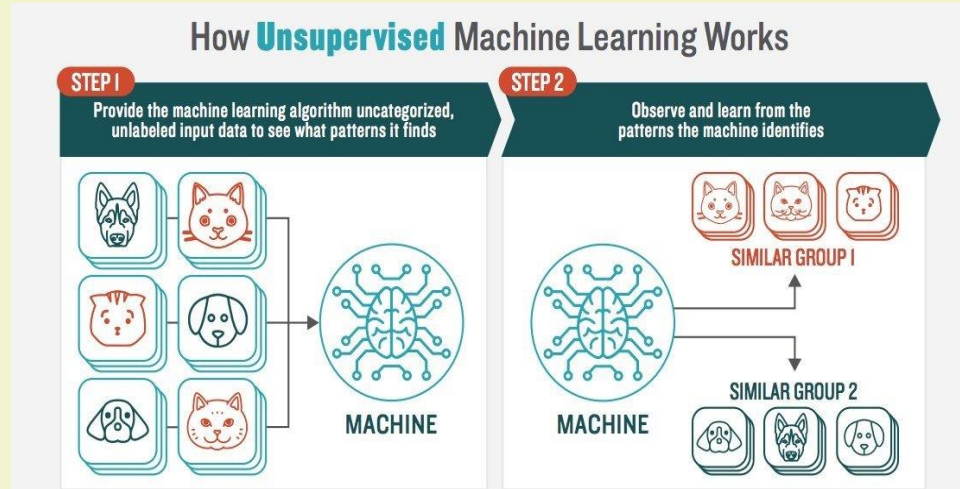 How Unsupervised Machine Learning Works
STEP I
Provide the machine learning algorithm uncategorized,
unlabeled input data to see what patterns it finds
MACHINE
STEP 2
Observe and learn from the
patterns the machine identifies
MACHINE
SIMILAR GROUP I
SIMILAR GROUP 2